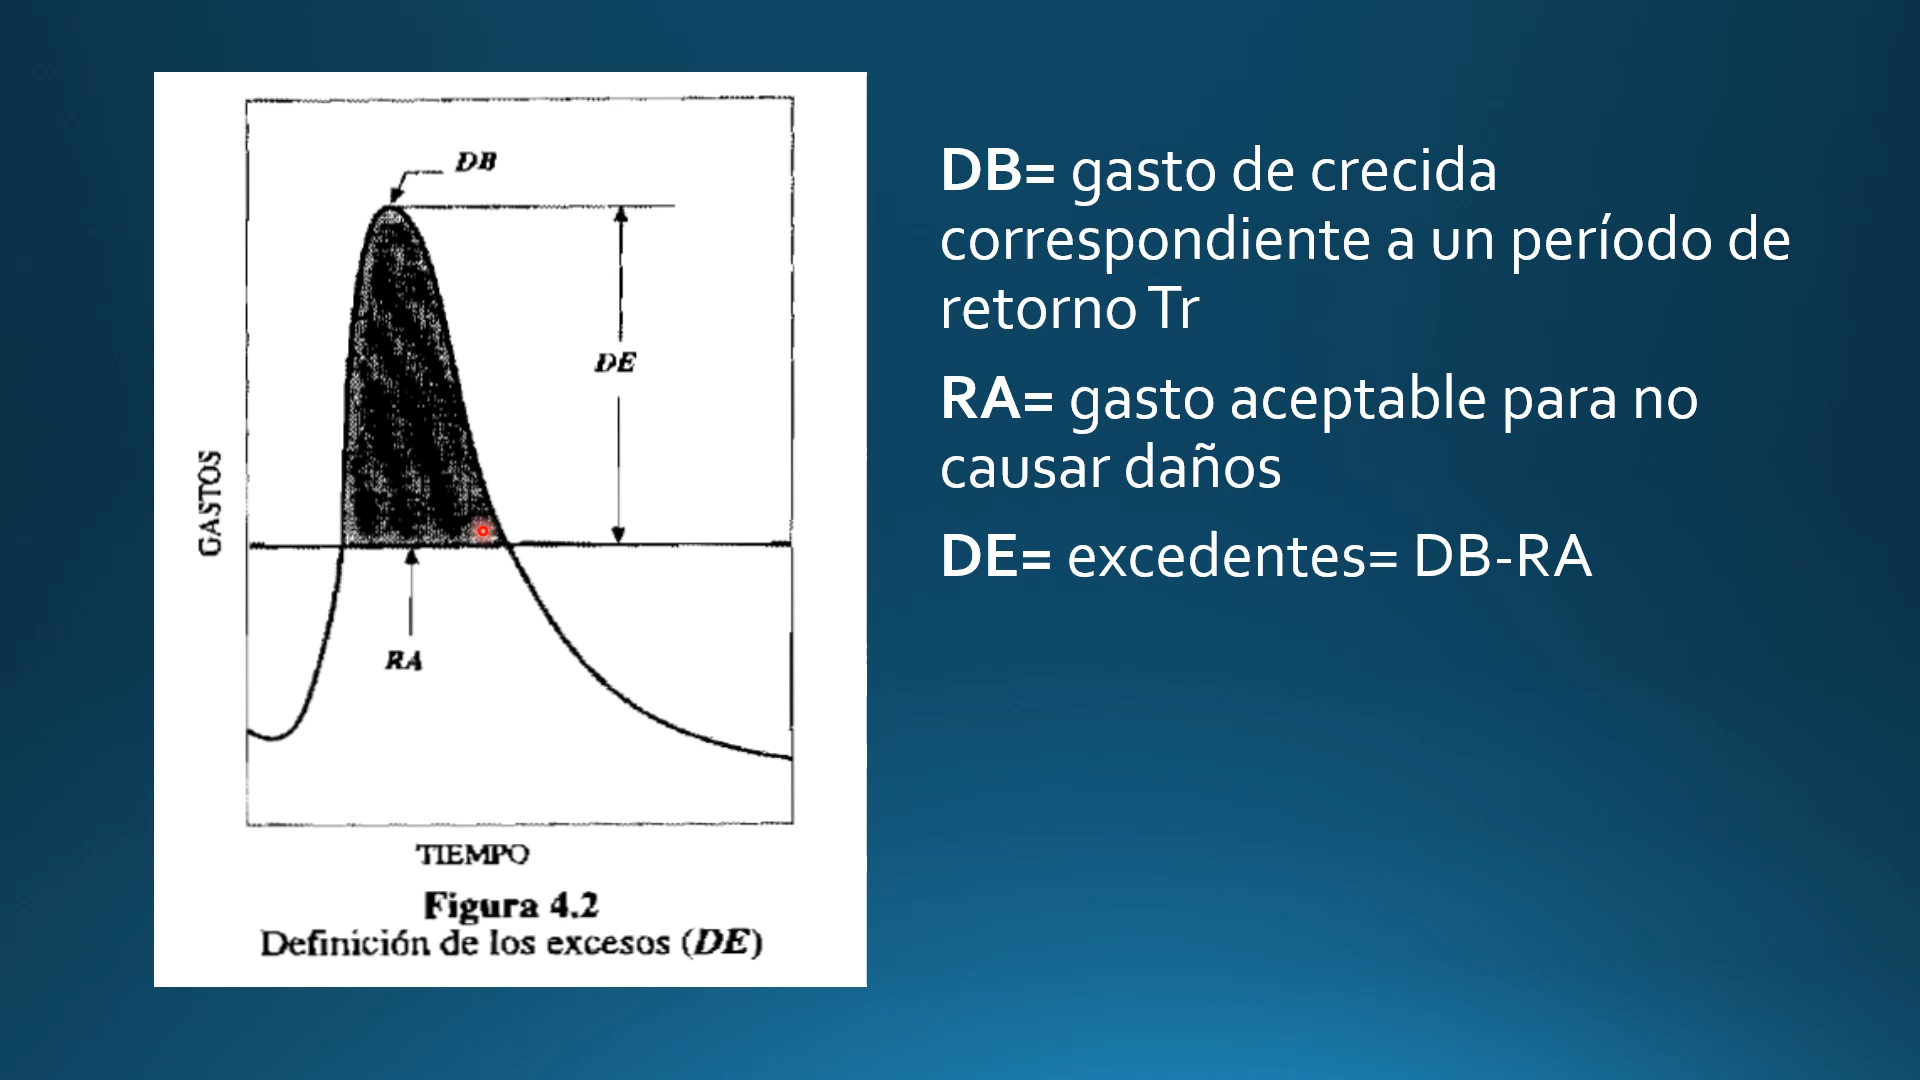 DB
DE
GASTOS
RA
TIEMPO
Figura 4.2
Definición de los excesos (DE)
DB= gasto de crecida
correspondiente a un período de
retorno Tr
RA= gasto aceptable para no
causar daños
DE= excedentes= DB-RA